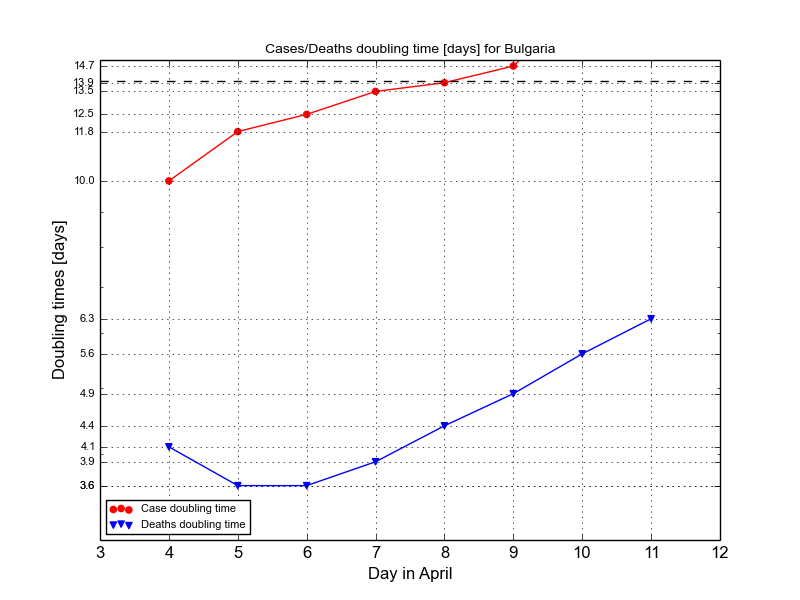 Cases/Deaths doubling time [days] for Bulgaria
14.7
13.9
13.5
12.5
11.8
10.0
6.3
5.6
4.9
4.4
4.1
3.9
3.6
Doubling times [days]
Case doubling time
Deaths doubling time
3 4 5 6 7 8 9 10 11 12
Day in April